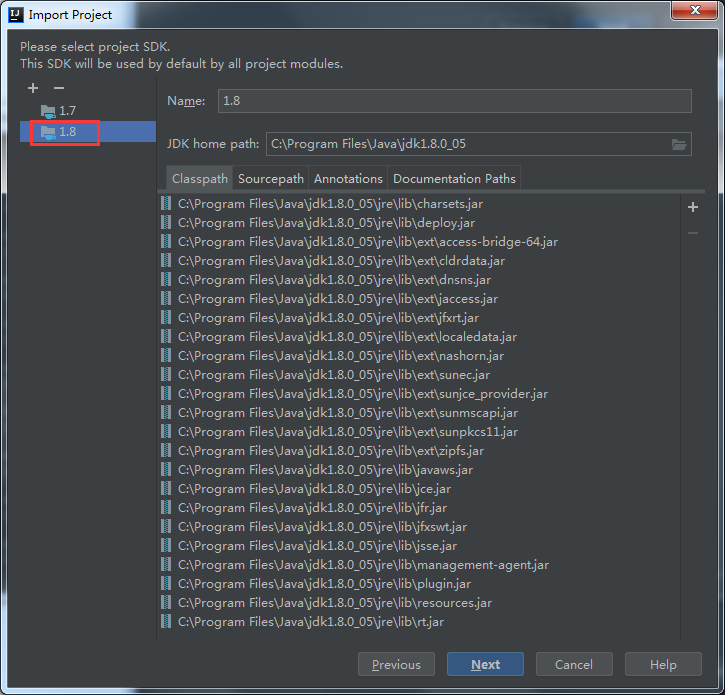 IJ Import Project
Please select project SDK.
This SDK will be used by default by all project modules.
1.7
1.8
Name: 1.8
JDK home path: C:\Program Files\Java\jdk1.8.0_05
Classpath Sourcepath Annotations Documentation Paths
C:\Program Files\Java\jdk1.8.0_05\jre\lib\charsets.jar
C:\Program Files\Java\jdk1.8.0_05\jre\lib\deploy.jar
C:\Program Files\Java\jdk1.8.0_05\jre\lib\ext\access-bridge-64.jar
C:\Program Files\Java\jdk1.8.0_05\jre\lib\ext\cldrdata.jar
C:\Program Files\Java\jdk1.8.0_05\jre\lib\ext\dnsns.jar
C:\Program Files\Java\jdk1.8.0_05\jre\lib\ext\jaccess.jar
C:\Program Files\Java\jdk1.8.0_05\jre\lib\ext\jfxrt.jar
C:\Program Files\Java\jdk1.8.0_05\jre\lib\ext\localedata.jar
C:\Program Files\Java\jdk1.8.0_05\jre\lib\ext\nashorn.jar
C:\Program Files\Java\jdk1.8.0_05\jre\lib\ext\sunec.jar
C:\Program Files\Java\jdk1.8.0_05\jre\lib\ext\sunjce_provider.jar
C:\Program Files\Java\jdk1.8.0_05\jre\lib\ext\sunmscapi.jar
C:\Program Files\Java\jdk1.8.0_05\jre\lib\ext\sunpkcs11.jar
C:\Program Files\Java\jdk1.8.0_05\jre\lib\ext\zipfs.jar
C:\Program Files\Java\jdk1.8.0_05\jre\lib\javaws.jar
C:\Program Files\Java\jdk1.8.0_05\jre\lib\jce.jar
C:\Program Files\Java\jdk1.8.0_05\jre\lib\jfr.jar
C:\Program Files\Java\jdk1.8.0_05\jre\lib\jfxswt.jar
C:\Program Files\Java\jdk1.8.0_05\jre\lib\jsse.jar
C:\Program Files\Java\jdk1.8.0_05\jre\lib\management-agent.jar
C:\Program Files\Java\jdk1.8.0_05\jre\lib\plugin.jar
C:\Program Files\Java\jdk1.8.0_05\jre\lib\resources.jar
C:\Program Files\Java\jdk1.8.0_05\jre\lib\rt.jar
Previous Next Cancel Help